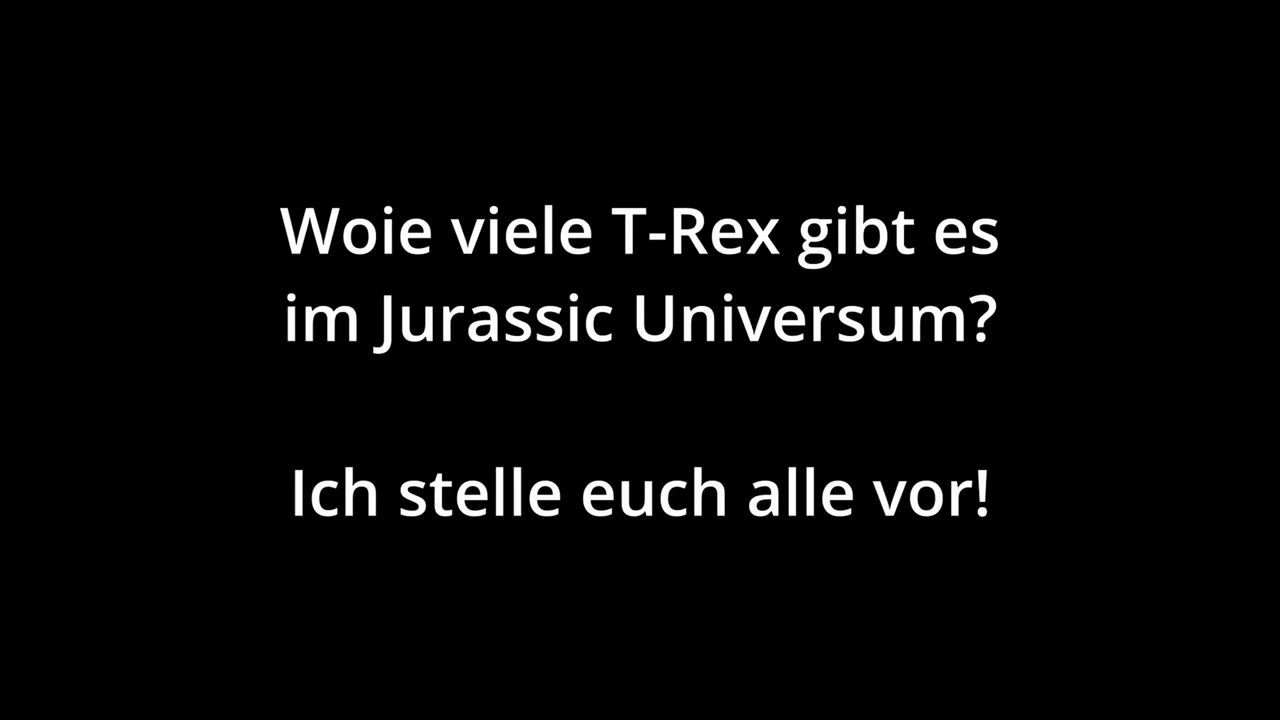 Woie viele T-Rex gibt es
im Jurassic Universum?
Ich stelle euch alle vor!